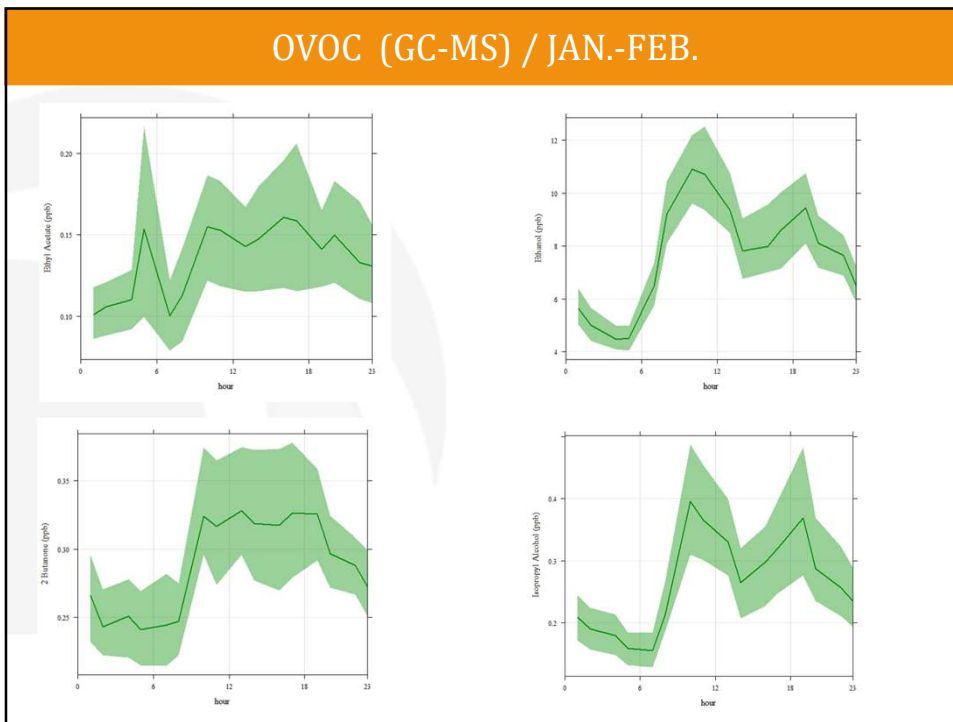 OVOC (GC-MS) / JAN.-FEB.
0.20
0.15
0.10
Ethyl Acetate (ppb)
0 6 12 18 23
hour
12
10
8
6
4
Ethanol (ppb)
0 6 12 18 23
hour
0.35
0.30
0.25
2 Butanone (ppb)
0 6 12 18 23
hour
0.4
0.3
0.2
Isopropyl Alcohol (ppb)
0 6 12 18 23
hour